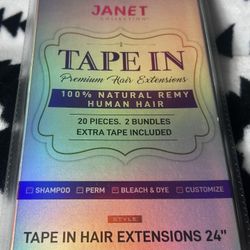 JANET
COLLECTION
TAPE IN
Premium Hair Extensions
100% NATURAL REMY
HUMAN HAIR
20 PIECES. 2 BUNDLES
EXTRA TAPE INCLUDED
SHAMPOO PERM BLEACH & DYE CUSTOMIZE
STYLE
TAPE IN HAIR EXTENSIONS 24"